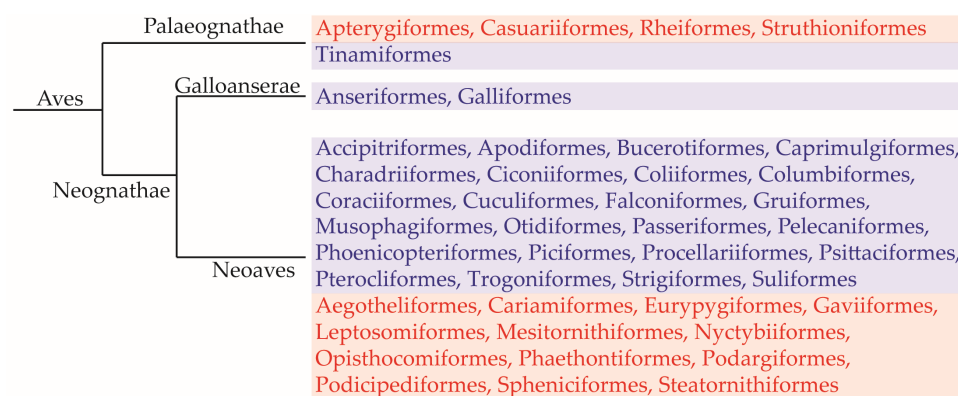 Palaeognathae
Apterygiformes, Casuariiformes, Rheiformes, Struthioniformes
Tinamiformes
Galloanserae
Aves
Anseriformes, Galliformes
Accipitriformes, Apodiformes, Bucerotiformes, Caprimulgiformes,
Charadriiformes, Ciconiiformes, Coliiformes, Columbiformes,
Neognathae
Coraciiformes, Cuculiformes, Falconiformes, Gruiformes,
Musophagiformes, Otidiformes, Passeriformes, Pelecaniformes,
Phoenicopteriformes, Piciformes, Procellariiformes, Psittaciformes,
Neoaves
Pterocliformes, Trogoniformes, Strigiformes, Suliformes
Aegotheliformes, Cariamiformes, Eurypygiformes, Gaviiformes,
Leptosomiformes, Mesitornithiformes, Nyctybiiformes,
Opisthocomiformes, Phaethontiformes, Podargiformes,
Podicipediformes, Sphenicíformes, Steatornithiformes